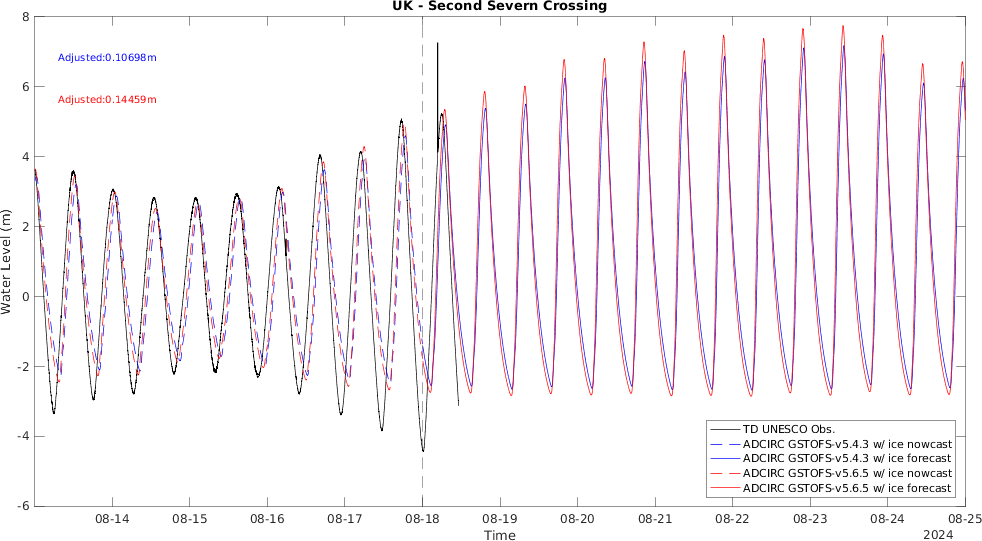 UK - Second Severn Crossing
Adjusted:0.10698m
Adjusted:0.14459m
8
6
4
2
0
-2
-4
-6
Water Level (m)
TD UNESCO Obs.
ADCIRC GSTOFS-v5.4.3 w/ ice nowcast
ADCIRC GSTOFS-v5.4.3 w/ ice forecast
ADCIRC GSTOFS-v5.6.5 w/ ice nowcast
ADCIRC GSTOFS-v5.6.5 w/ ice forecast
08-14 08-15 08-16 08-17 08-18 08-19 08-20 08-21 08-22 08-23 08-24 08-25
Time
2024